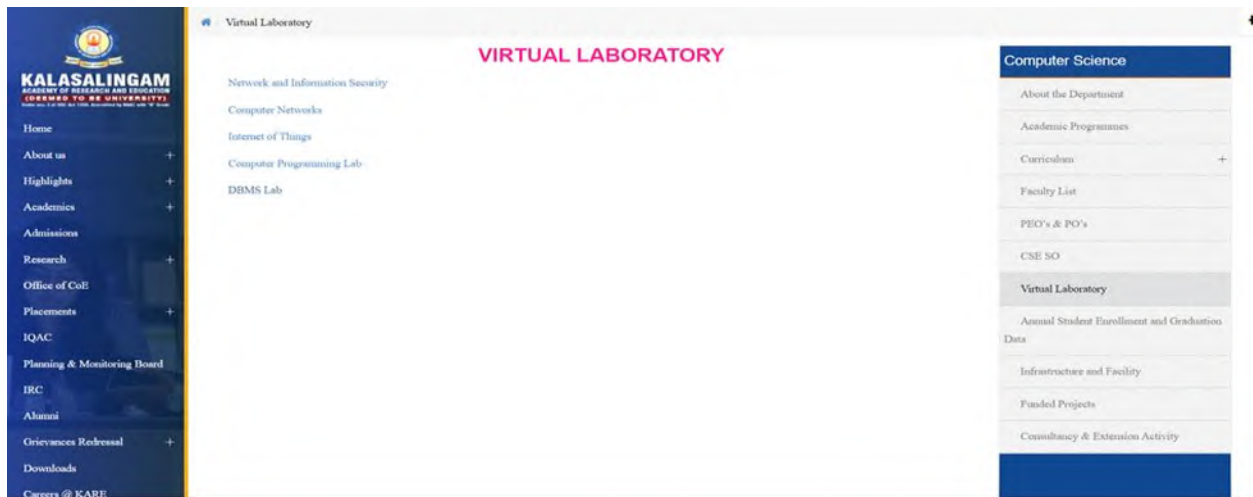 Virtual Laboratory
KALASALINGAM
ACADEMY OF RESEARCH AND EDUCATION
(DEEMED TO BE UNIVERSITY)
Home
About us +
Highlights +
Academics +
Admissions
Research +
Office of CoE
Placements +
IQAC
Planning & Monitoring Board
IRC
Alumni
Grievances Redressal +
Downloads
Careers @ KARE
VIRTUAL LABORATORY
Network and Information Security
Computer Networks
Internet of Things
Computer Programming Lab
DBMS Lab
Computer Science
About the Department
Academic Programmes
Curriculum +
Faculty List
PEO's & PO's
CSE SO
Virtual Laboratory
Annual Student Enrollment and Graduation
Data
Infrastructure and Facility
Funded Projects
Consultancy & Extension Activity